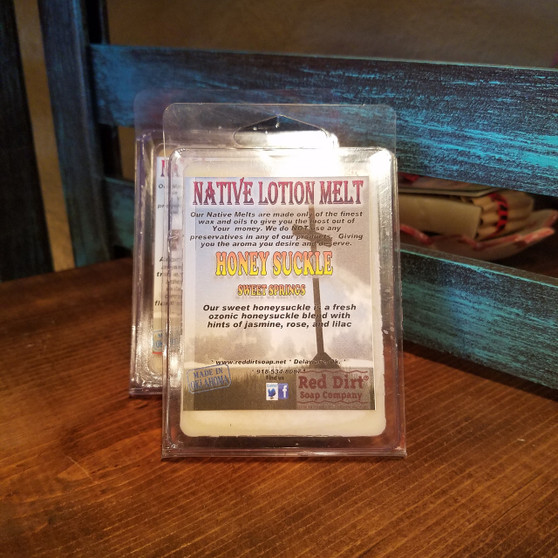 NATIVE LOTION MELT
Our Native Melts are made only of the finest
wax and oils to give you the most out of
Your money. We do NOT use any
preservatives in any of our products. Giving
you the aroma you desire and deserve.
HONEY SUCKLE
SWEET SPRINGS
Our sweet honeysuckle is a fresh
ozonic honeysuckle blend with
hints of jasmine, rose, and lilac
www.reddirtsoap.net *
Find us
MADE IN
OKLAHOMA
Red Dirt®
Soap Company